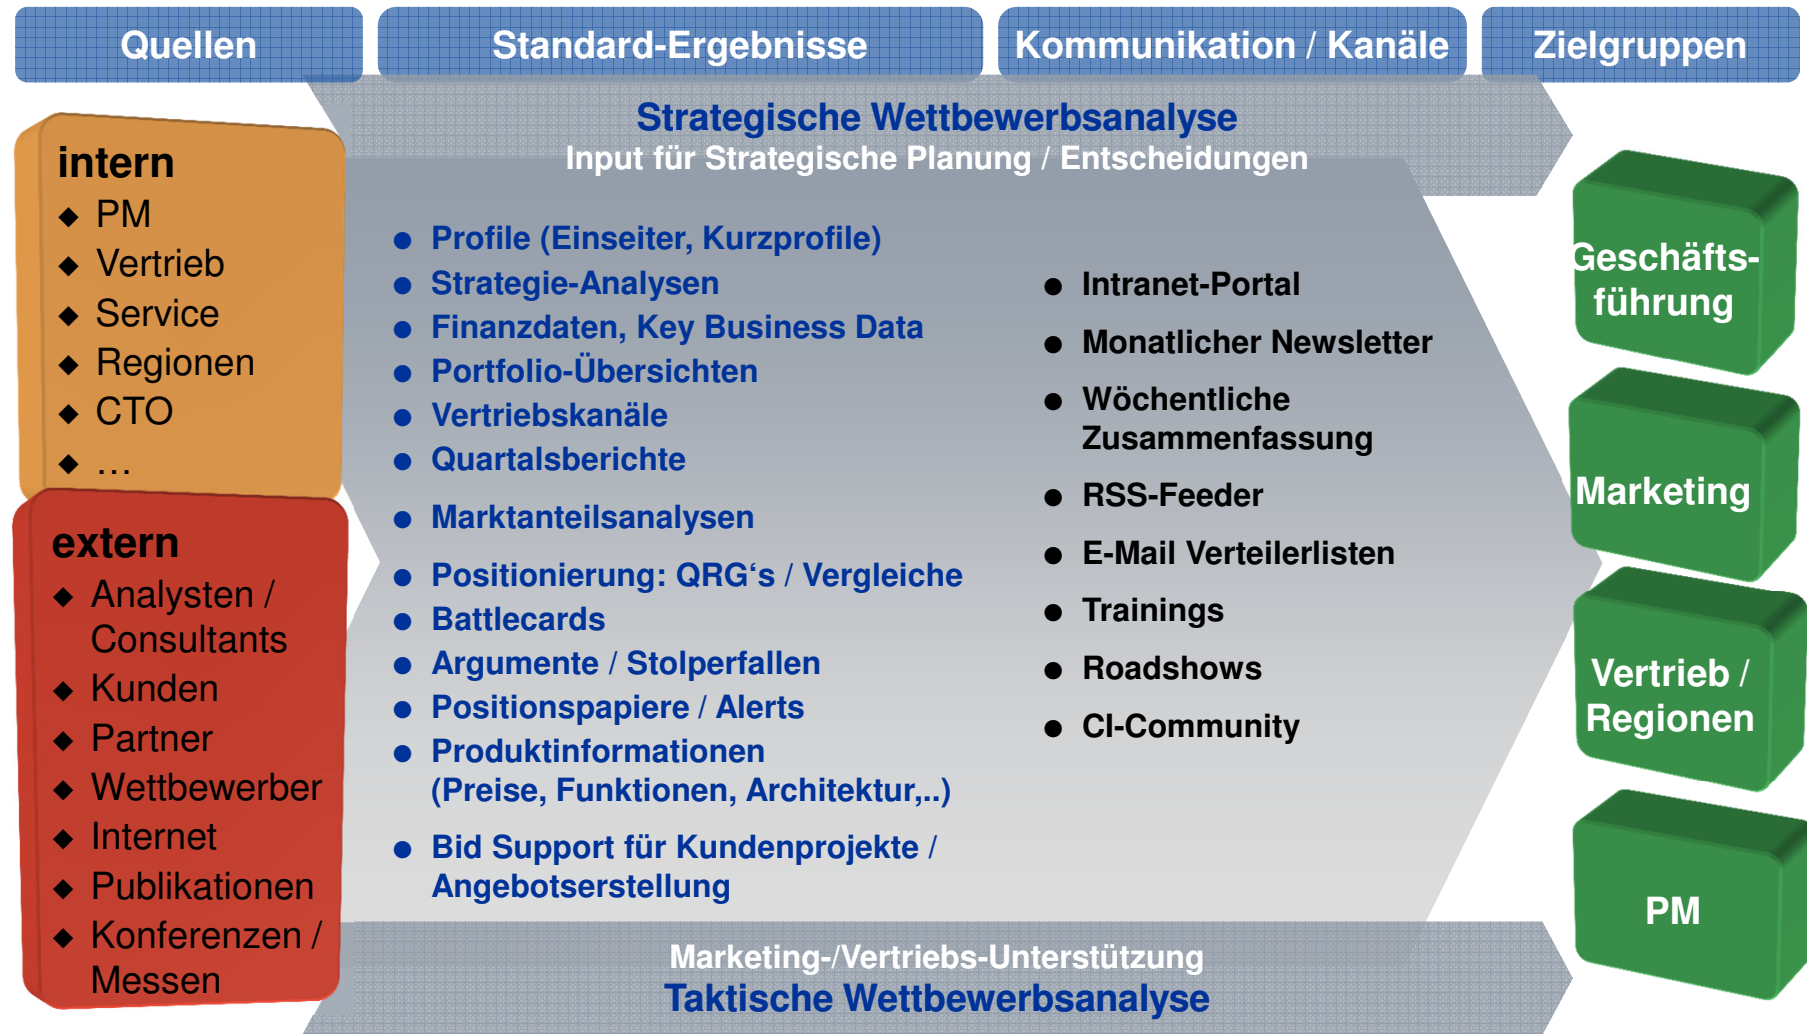 Quellen
Standard-Ergebnisse
Kommunikation / Kanäle
Zielgruppen
Strategische Wettbewerbsanalyse
Input für Strategische Planung / Entscheidungen
intern
◆ PM
◆ Vertrieb
◆ Service
◆ Regionen
◆ CTO
◆ …
extern
◆ Analysten /
Consultants
◆ Kunden
◆ Partner
◆ Wettbewerber
◆ Internet
◆ Publikationen
◆ Konferenzen /
Messen
● Profile (Einseiter, Kurzprofile)
● Strategie-Analysen
● Finanzdaten, Key Business Data
● Portfolio-Übersichten
● Vertriebskanäle
● Quartalsberichte
● Marktanteilsanalysen
● Positionierung: QRG‘s / Vergleiche
● Battlecards
● Argumente / Stolperfallen
● Positionspapiere / Alerts
● Produktinformationen
(Preise, Funktionen, Architektur,..)
● Bid Support für Kundenprojekte /
Angebotserstellung
● Intranet-Portal
● Monatlicher Newsletter
● Wöchentliche
Zusammenfassung
● RSS-Feeder
● E-Mail Verteilerlisten
● Trainings
● Roadshows
● CI-Community
Geschäfts-
führung
Marketing
Vertrieb /
Regionen
PM
Marketing-/Vertriebs-Unterstützung
Taktische Wettbewerbsanalyse